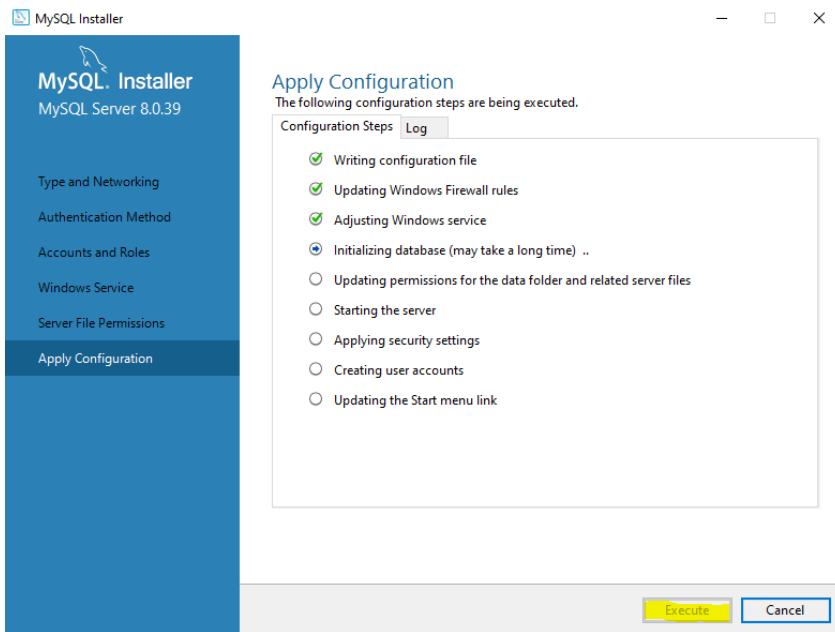 MySQL Installer
MySQL. Installer
MySQL Server 8.0.39
Type and Networking
Authentication Method
Accounts and Roles
Windows Service
Server File Permissions
Apply Configuration
Apply Configuration
The following configuration steps are being executed.
Configuration Steps Log
Writing configuration file
Updating Windows Firewall rules
Adjusting Windows service
Initializing database (may take a long time) ..
Updating permissions for the data folder and related server files
Starting the server
Applying security settings
Creating user accounts
Updating the Start menu link
Execute Cancel